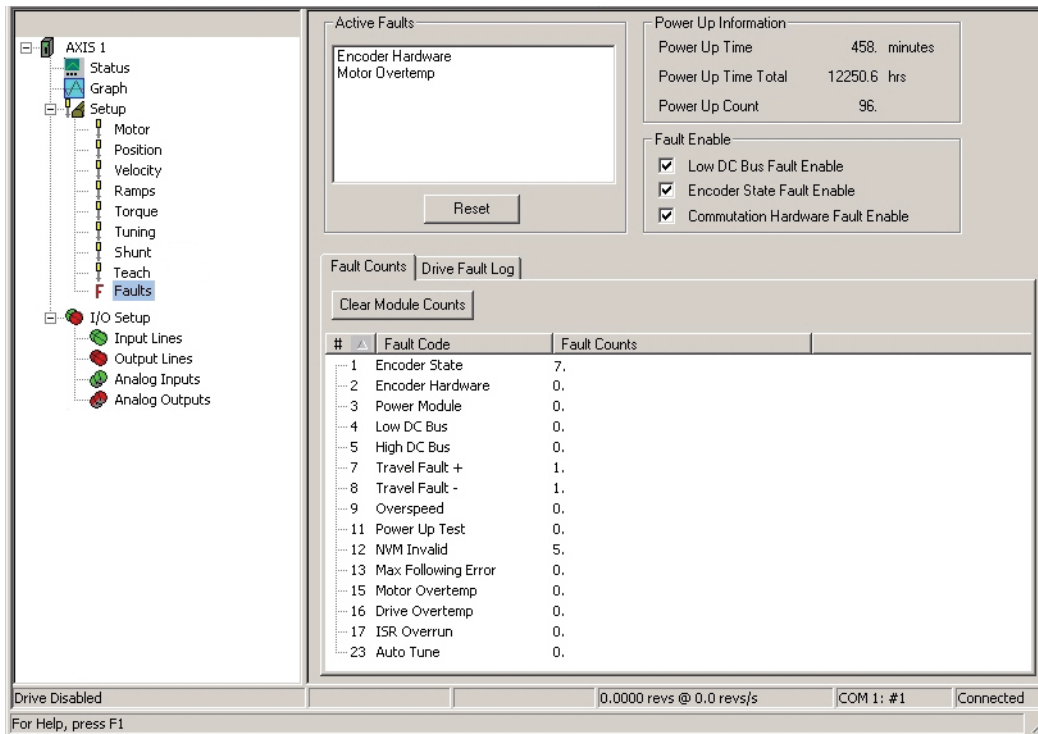 AXIS 1
Status
Graph
Setup
Motor
Position
Velocity
Ramps
Torque
Tuning
Shunt
Teach
F Faults
I/O Setup
Input Lines
Output Lines
Analog Inputs
Analog Outputs
Active Faults
Encoder Hardware
Motor Overtemp
Reset
Power Up Information
Power Up Time 458. minutes
Power Up Time Total 12250.6 hrs
Power Up Count 96.
Fault Enable
Low DC Bus Fault Enable
Encoder State Fault Enable
Commutation Hardware Fault Enable
Fault Counts Drive Fault Log
Clear Module Counts
# Fault Code Fault Counts
1 Encoder State 7.
2 Encoder Hardware 0.
3 Power Module 0.
4 Low DC Bus 0.
5 High DC Bus 0.
7 Travel Fault + 1.
8 Travel Fault - 1.
9 Overspeed 0.
11 Power Up Test 0.
12 NVM Invalid 5.
13 Max Following Error 0.
15 Motor Overtemp 0.
16 Drive Overtemp 0.
17 ISR Overrun 0.
23 Auto Tune 0.
Drive Disabled 0.0000 revs @ 0.0 revs/s COM 1: #1 Connected
For Help, press F1